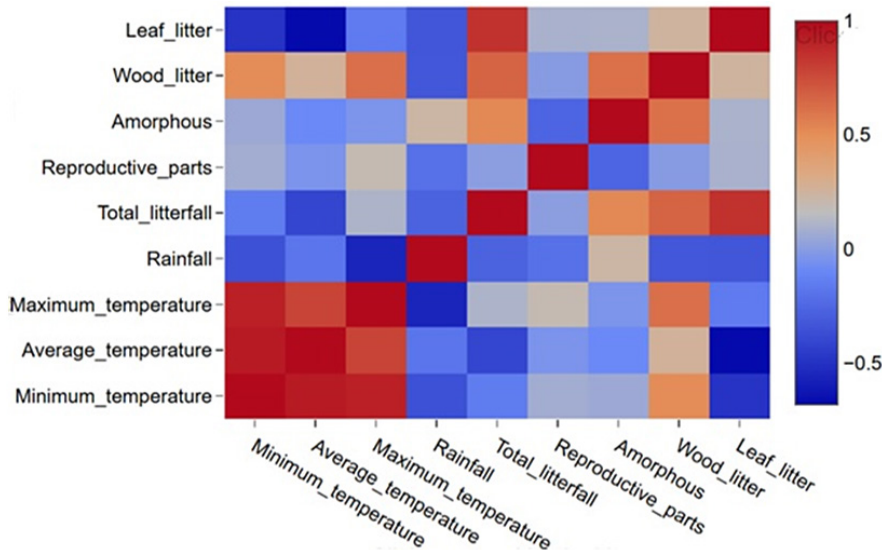 Leaf_litter
Wood_litter
Amorphous
Reproductive_parts
Total_litterfall
Rainfall
Maximum_temperature
Average_temperature
Minimum_temperature
Minimum_temperature
Average_temperature
Maximum_temperature
Rainfall
Total_litterfall
Reproductive_parts
Amorphous
Wood_litter
Leaf_litter
1
0.5
0
−0.5